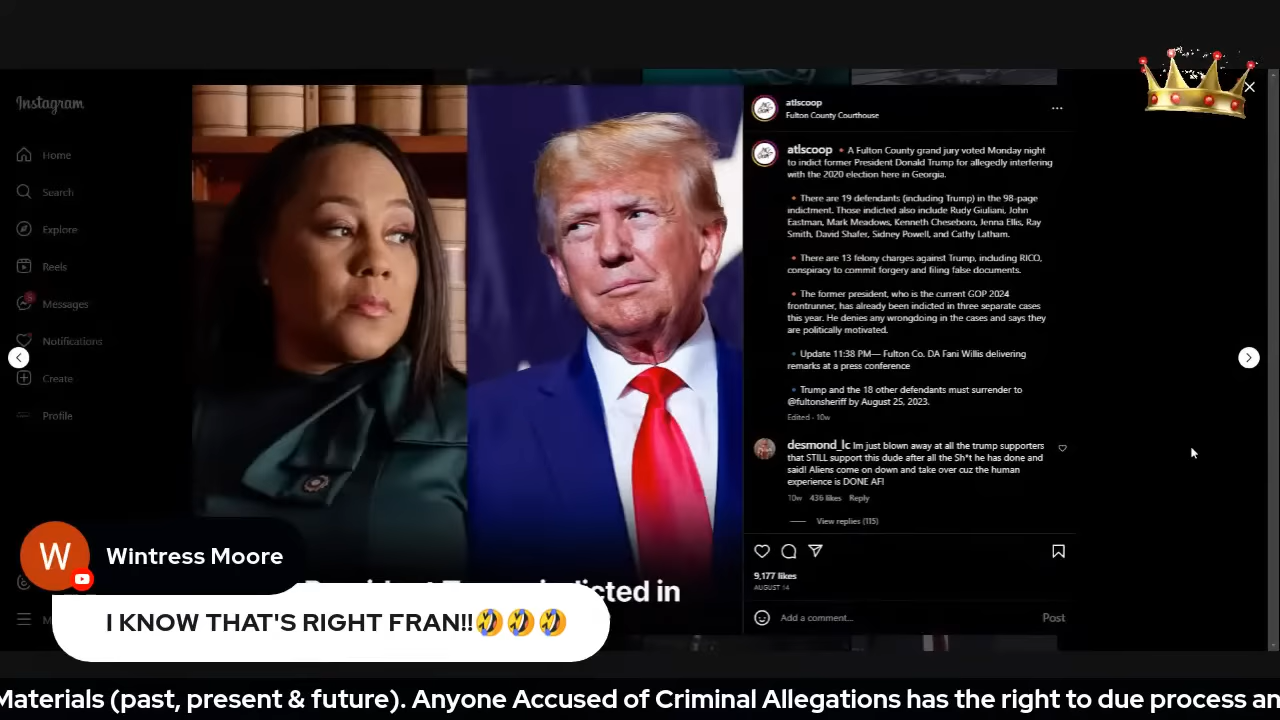 Instagram
Home
Search
Explore
Reels
Messages
Notifications
Create
Profile
atlscoop
Fulton County Courthouse
atlscoop 🔸 A Fulton County grand jury voted Monday night
to indict former President Donald Trump for allegedly interfering
with the 2020 election here in Georgia.
🔸 There are 19 defendants (including Trump) in the 98-page
indictment. Those indicted also include Rudy Giuliani, John
Eastman, Mark Meadows, Kenneth Cheseboro, Jenna Ellis, Ray
Smith, David Shafer, Sidney Powell, and Cathy Latham.
🔸 There are 13 felony charges against Trump, including RICO,
conspiracy to commit forgery and filing false documents.
🔸 The former president, who is the current GOP 2024
frontrunner, has already been indicted in three separate cases
this year. He denies any wrongdoing in the cases and says they
are politically motivated.
🔹 Update 11:38 PM— Fulton Co. DA Fani Willis delivering
remarks at a press conference
🔹 Trump and the 18 other defendants must surrender to
@fultonsheriff by August 25, 2023.
Edited · 10w
desmond_lc Im just blown away at all the trump supporters
that STILL support this dude after all the Sh*t he has done and
said! Aliens come on down and take over cuz the human
experience is DONE AF!
10w 436 likes Reply
View replies (115)
9,177 likes
AUGUST 14
Add a comment...
Post
W
Wintress Moore
I KNOW THAT'S RIGHT FRAN!!🤣🤣🤣
in
Materials (past, present & future). Anyone Accused of Criminal Allegations has the right to due process an